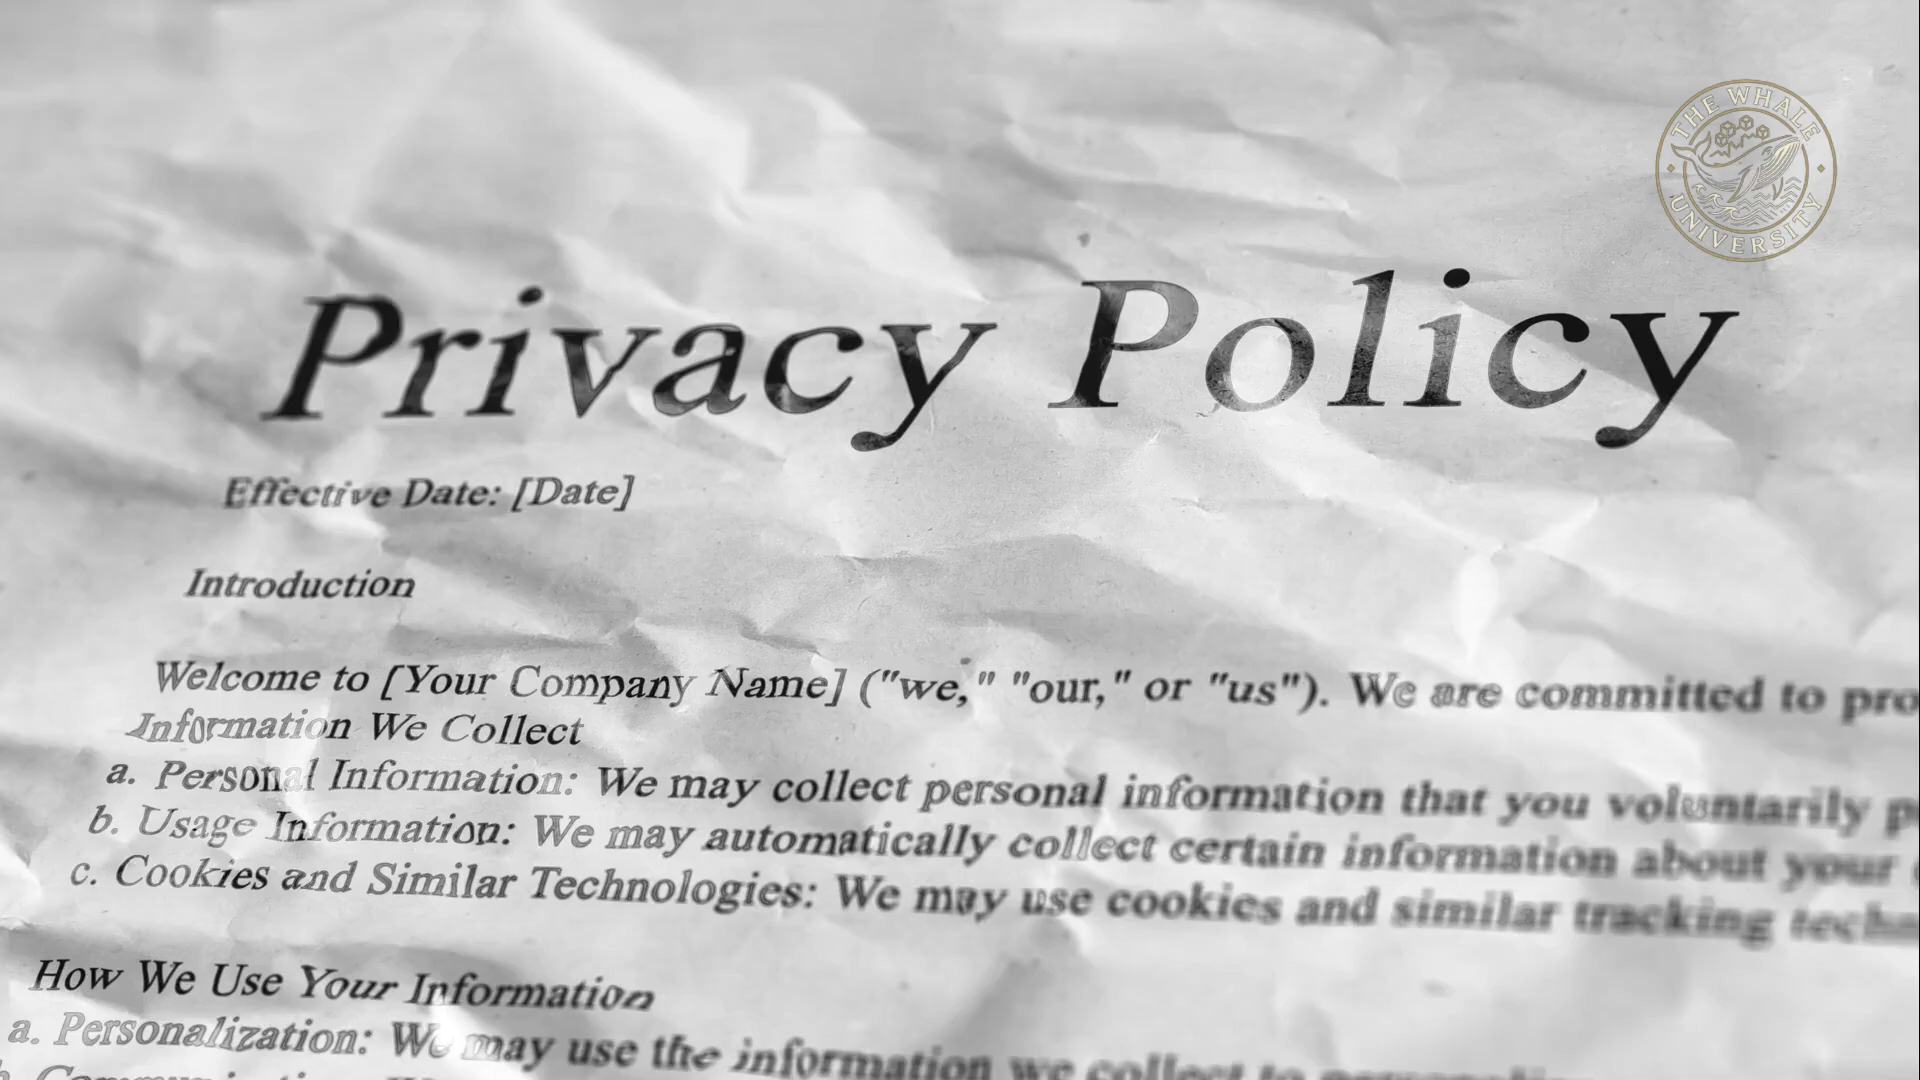 THE WHALE UNIVERSITY
Privacy Policy
Effective Date: [Date]
Introduction
Welcome to [Your Company Name] ("we," "our," or "us"). We are committed to
Information We Collect
a. Personal Information: We may collect personal information that you voluntarily
b. Usage Information: We may automatically collect certain information about your
c. Cookies and Similar Technologies: We may use cookies and similar tracking
How We Use Your Information
a. Personalization: We may use the information we collect to